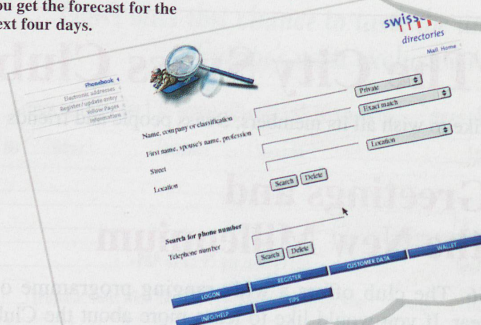 ou get the forecast for the
ext four days.
swiss
directories
Mail Home
Phonebook
Electronic addresses
Register/update entry
White Pages
Information
Name, company or classification
Private
First name, spouse's name, profession
Exact match
Street
Location
Location
Search Delete
Search for phone number
Telephone number
Search Delete
LOGON REGISTER CUSTOMER DATA WALLET
INFO/HELP TIPS